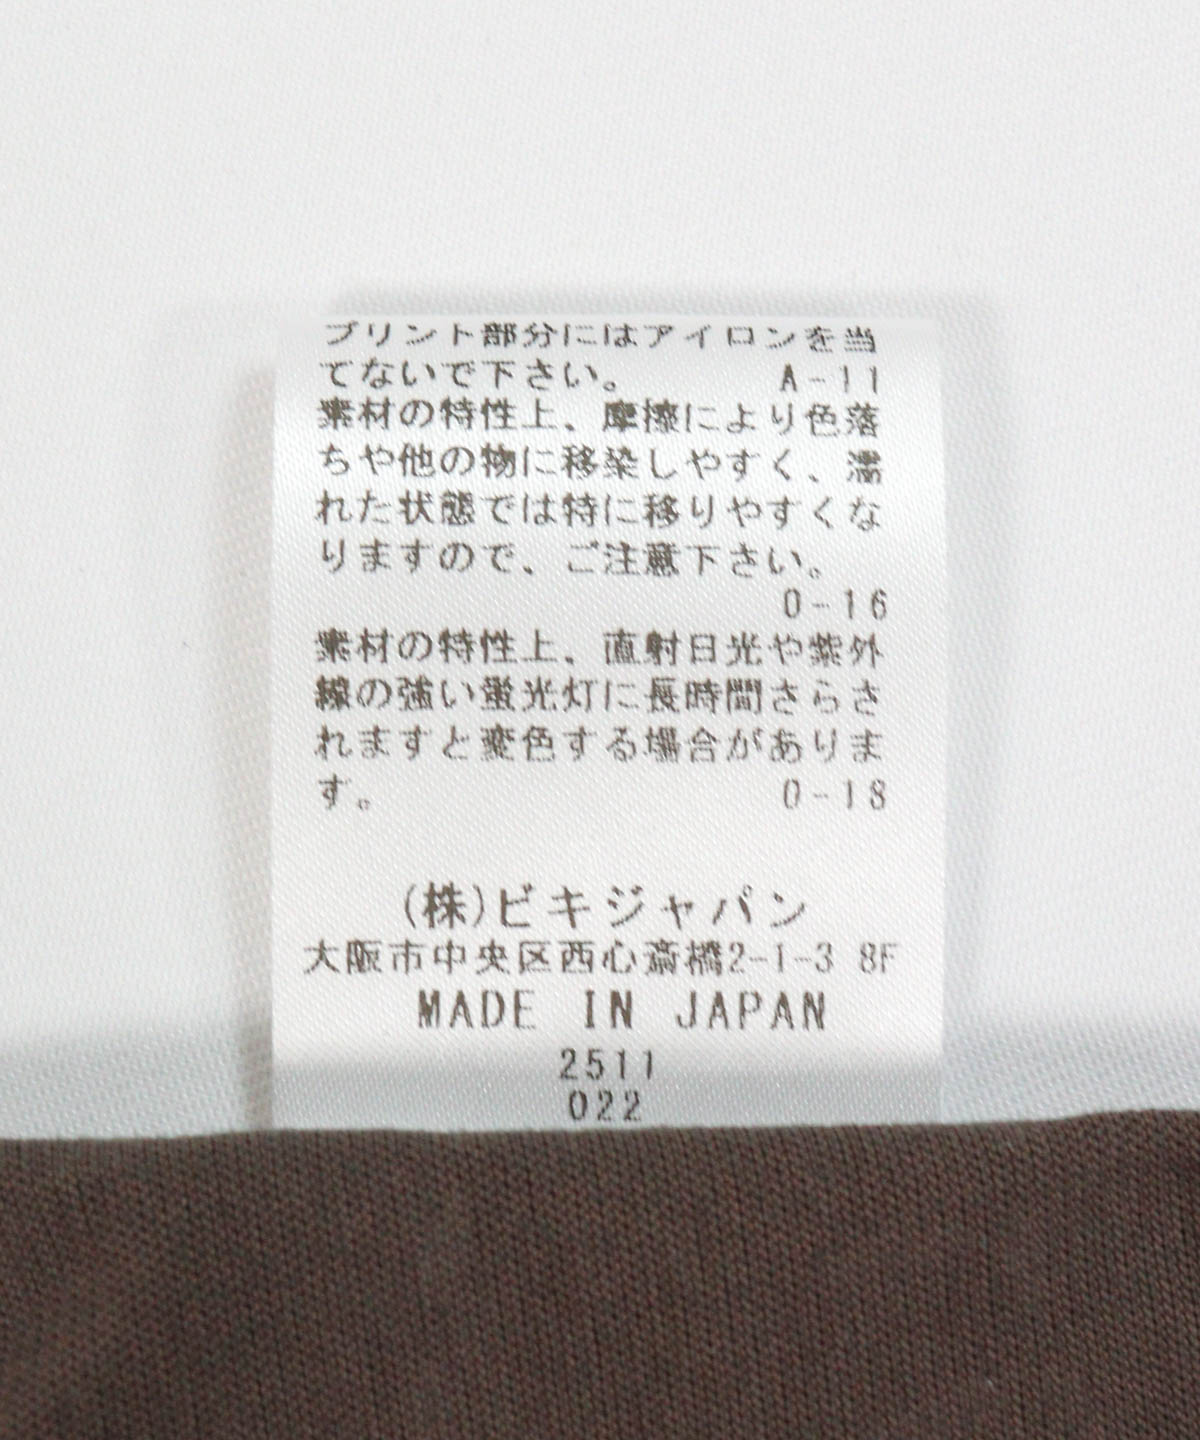 プリント部分にはアイロンを当
てないで下さい。 A-11
素材の特性上、摩擦により色落
ちや他の物に移染しやすく、濡
れた状態では特に移りやすくな
りますので、ご注意下さい。
0-16
素材の特性上、直射日光や紫外
線の強い蛍光灯に長時間さらさ
れますと変色する場合がありま
す。 0-18
(株)ビキジャパン
大阪市中央区西心斎橋2-1-3 8F
MADE IN JAPAN
2511
022